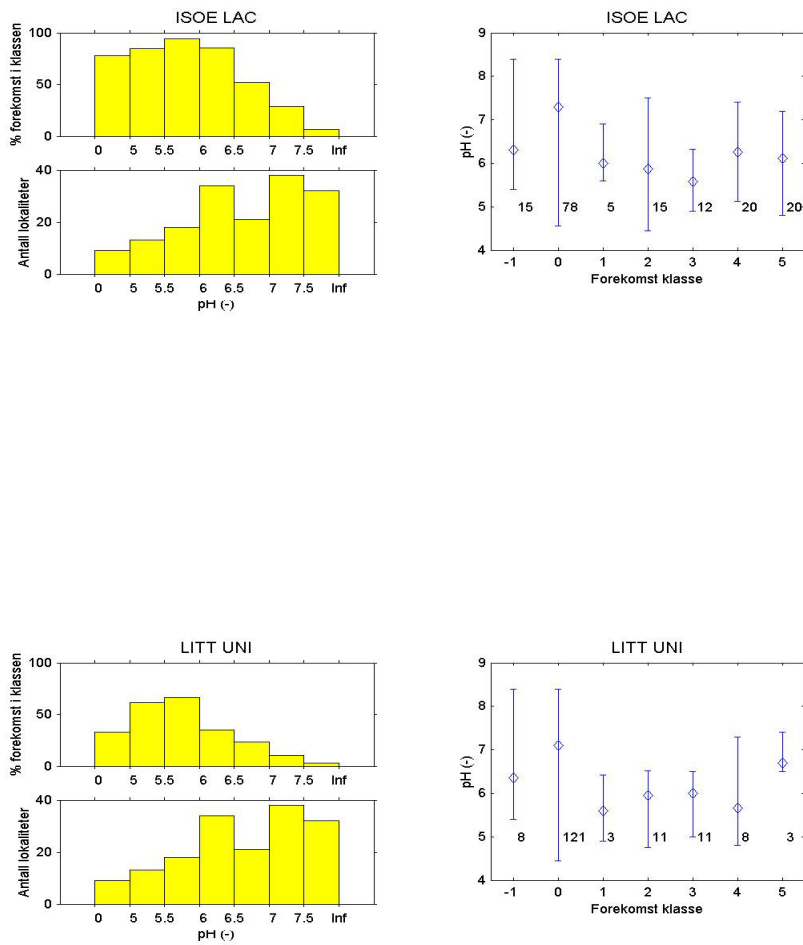 ISOE LAC
100
50
0
% forekomst i klassen
0 5 5.5 6 6.5 7 7.5 Inf
40
20
0
Antall lokaliteter
0 5 5.5 6 6.5 7 7.5 Inf
pH (-)
ISOE LAC
9
8
7
6
5
4
pH (-)
15 78 5 15 12 20 20
-1 0 1 2 3 4 5
Forekomst klasse
LITT UNI
100
50
0
% forekomst i klassen
0 5 5.5 6 6.5 7 7.5 Inf
40
20
0
Antall lokaliteter
0 5 5.5 6 6.5 7 7.5 Inf
pH (-)
LITT UNI
9
8
7
6
5
4
pH (-)
8 121 3 11 11 8 3
-1 0 1 2 3 4 5
Forekomst klasse